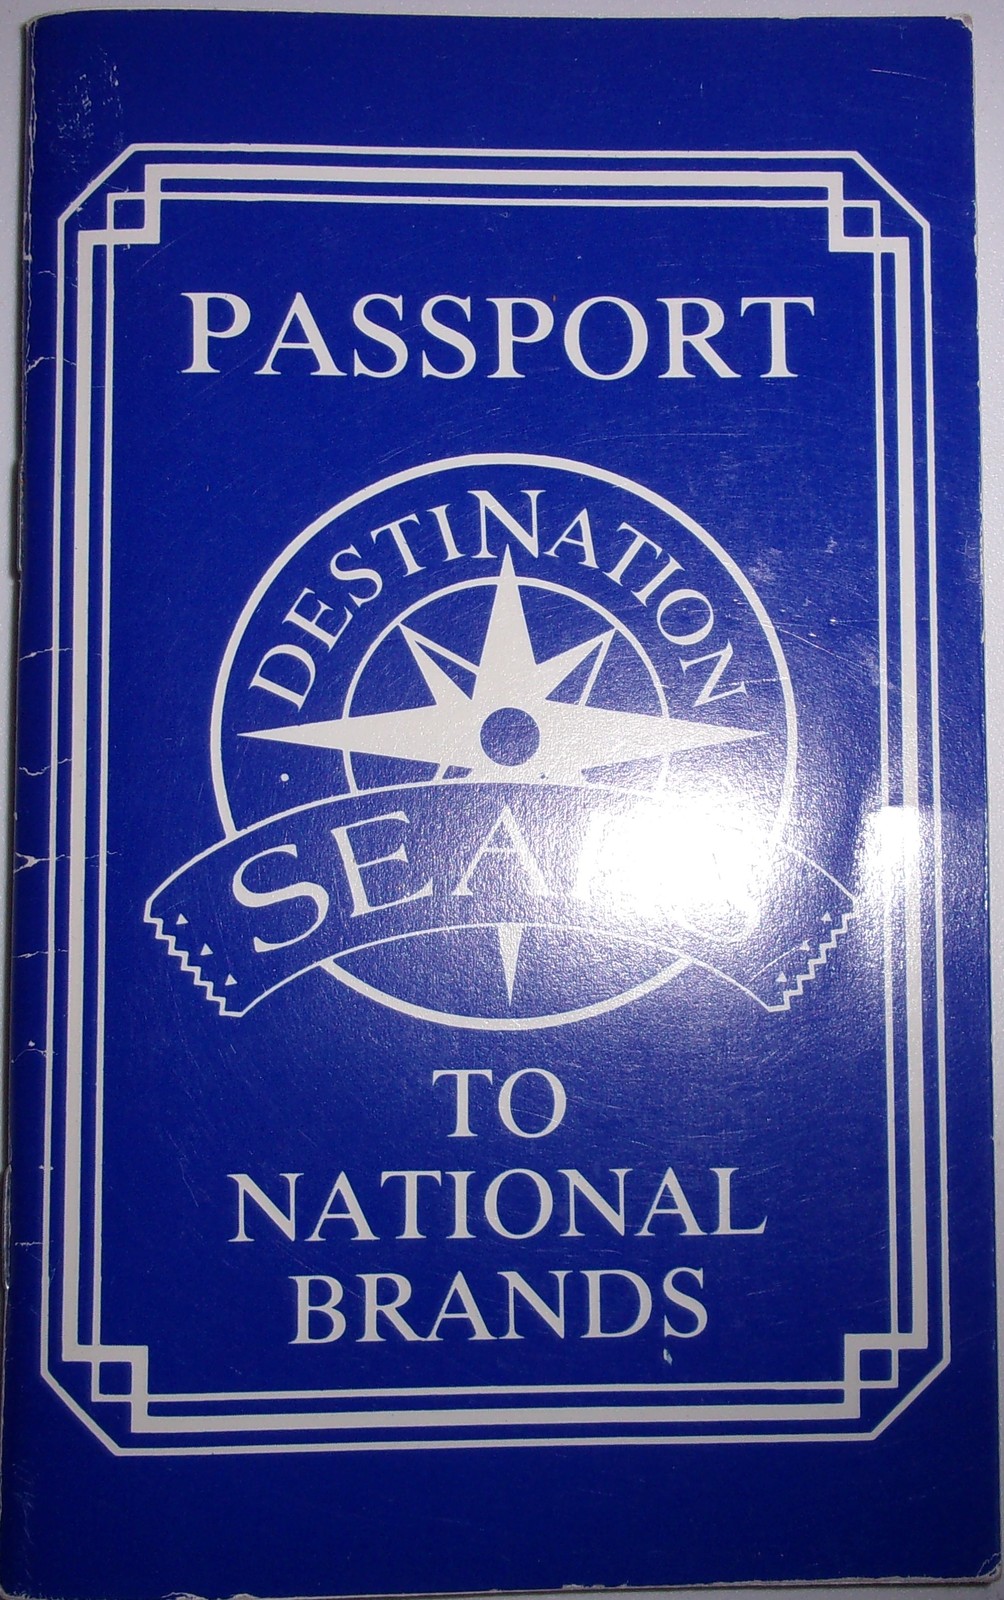 PASSPORT
DESTINATION
TO
NATIONAL
BRANDS